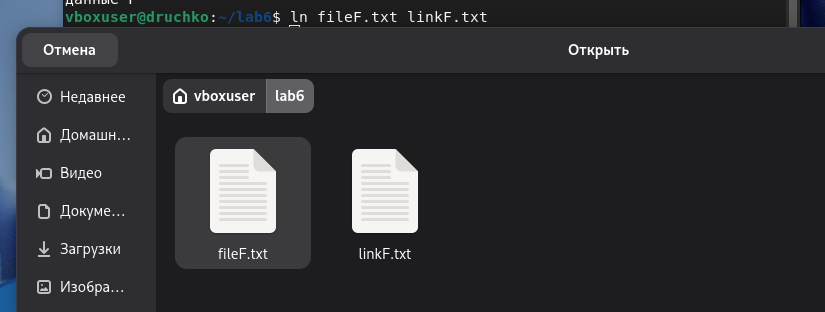 данные f
vboxuser@druchko:~/lab6$ ln fileF.txt linkF.txt
Отмена
Открыть
Недавнее
vboxuser
lab6
Домашн...
Видео
Докуме...
Загрузки
Изобра...
fileF.txt
linkF.txt